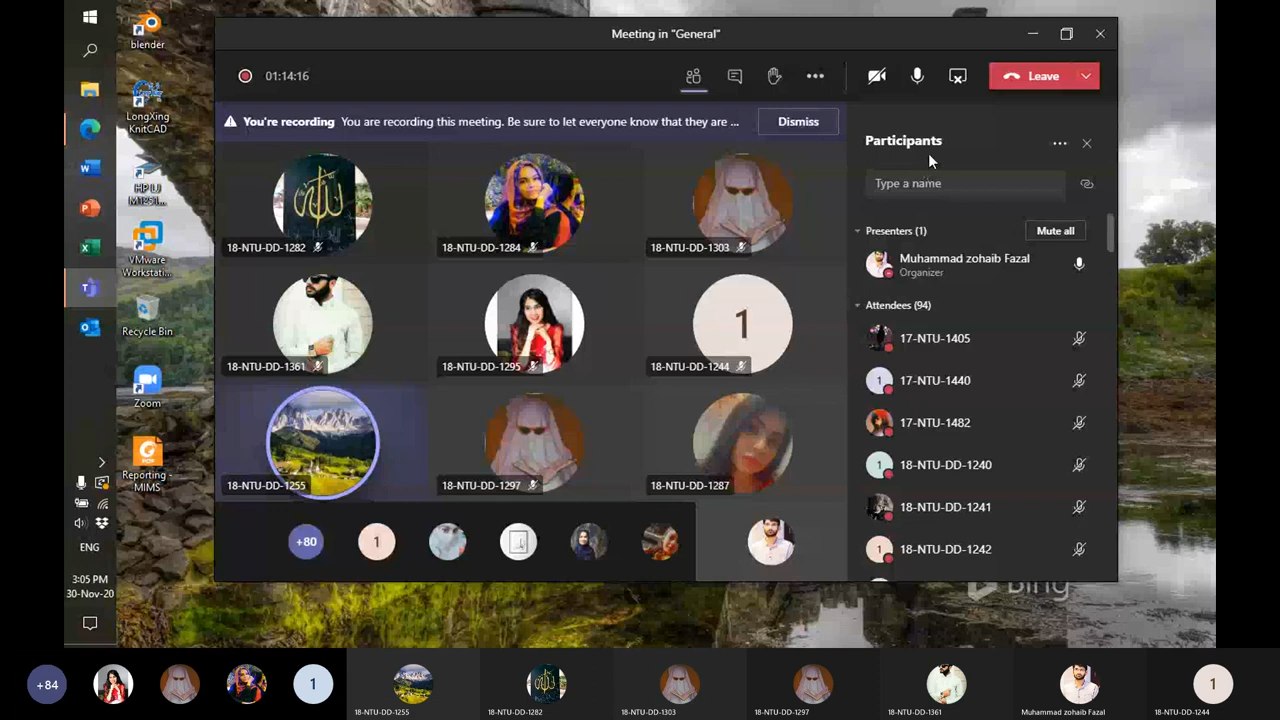 blender
LongXing
KnitCAD
HP LJ
VMware
Workstati...
Recycle Bin
Zoom
Reporting -
MIMS
ENG
3:05 PM
30-Nov-20
Meeting in "General"
01:14:16
Leave
You're recording You are recording this meeting. Be sure to let everyone know that they are ...
Dismiss
18-NTU-DD-1282
18-NTU-DD-1284
18-NTU-DD-1303
18-NTU-DD-1361
18-NTU-DD-1295
1
18-NTU-DD-1244
18-NTU-DD-1255
18-NTU-DD-1297
18-NTU-DD-1287
+80
1
Participants
Type a name
Presenters (1)
Mute all
Muhammad zohaib Fazal
Organizer
Attendees (94)
17-NTU-1405
1
17-NTU-1440
17-NTU-1482
1
18-NTU-DD-1240
18-NTU-DD-1241
1
18-NTU-DD-1242
Bing
+84
1
18-NTU-DD-1255
18-NTU-DD-1282
18-NTU-DD-1303
18-NTU-DD-1297
18-NTU-DD-1361
Muhammad zohaib Fazal
1
18-NTU-DD-1244